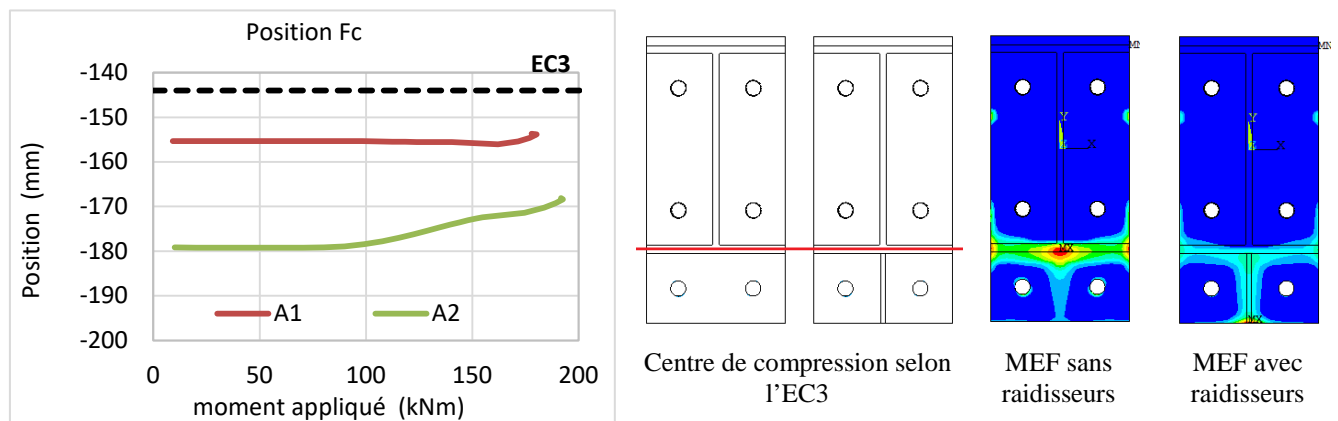 Position Fc
EC3
-140
-150
-160
-170
-180
-190
-200
Position (mm)
A1
A2
0
50
100
150
200
moment appliqué (kNm)
Centre de compression selon
l'EC3
MN
Y
X
MX
MEF sans
raidisseurs
MN
Y
X
MX
MEF avec
raidisseurs